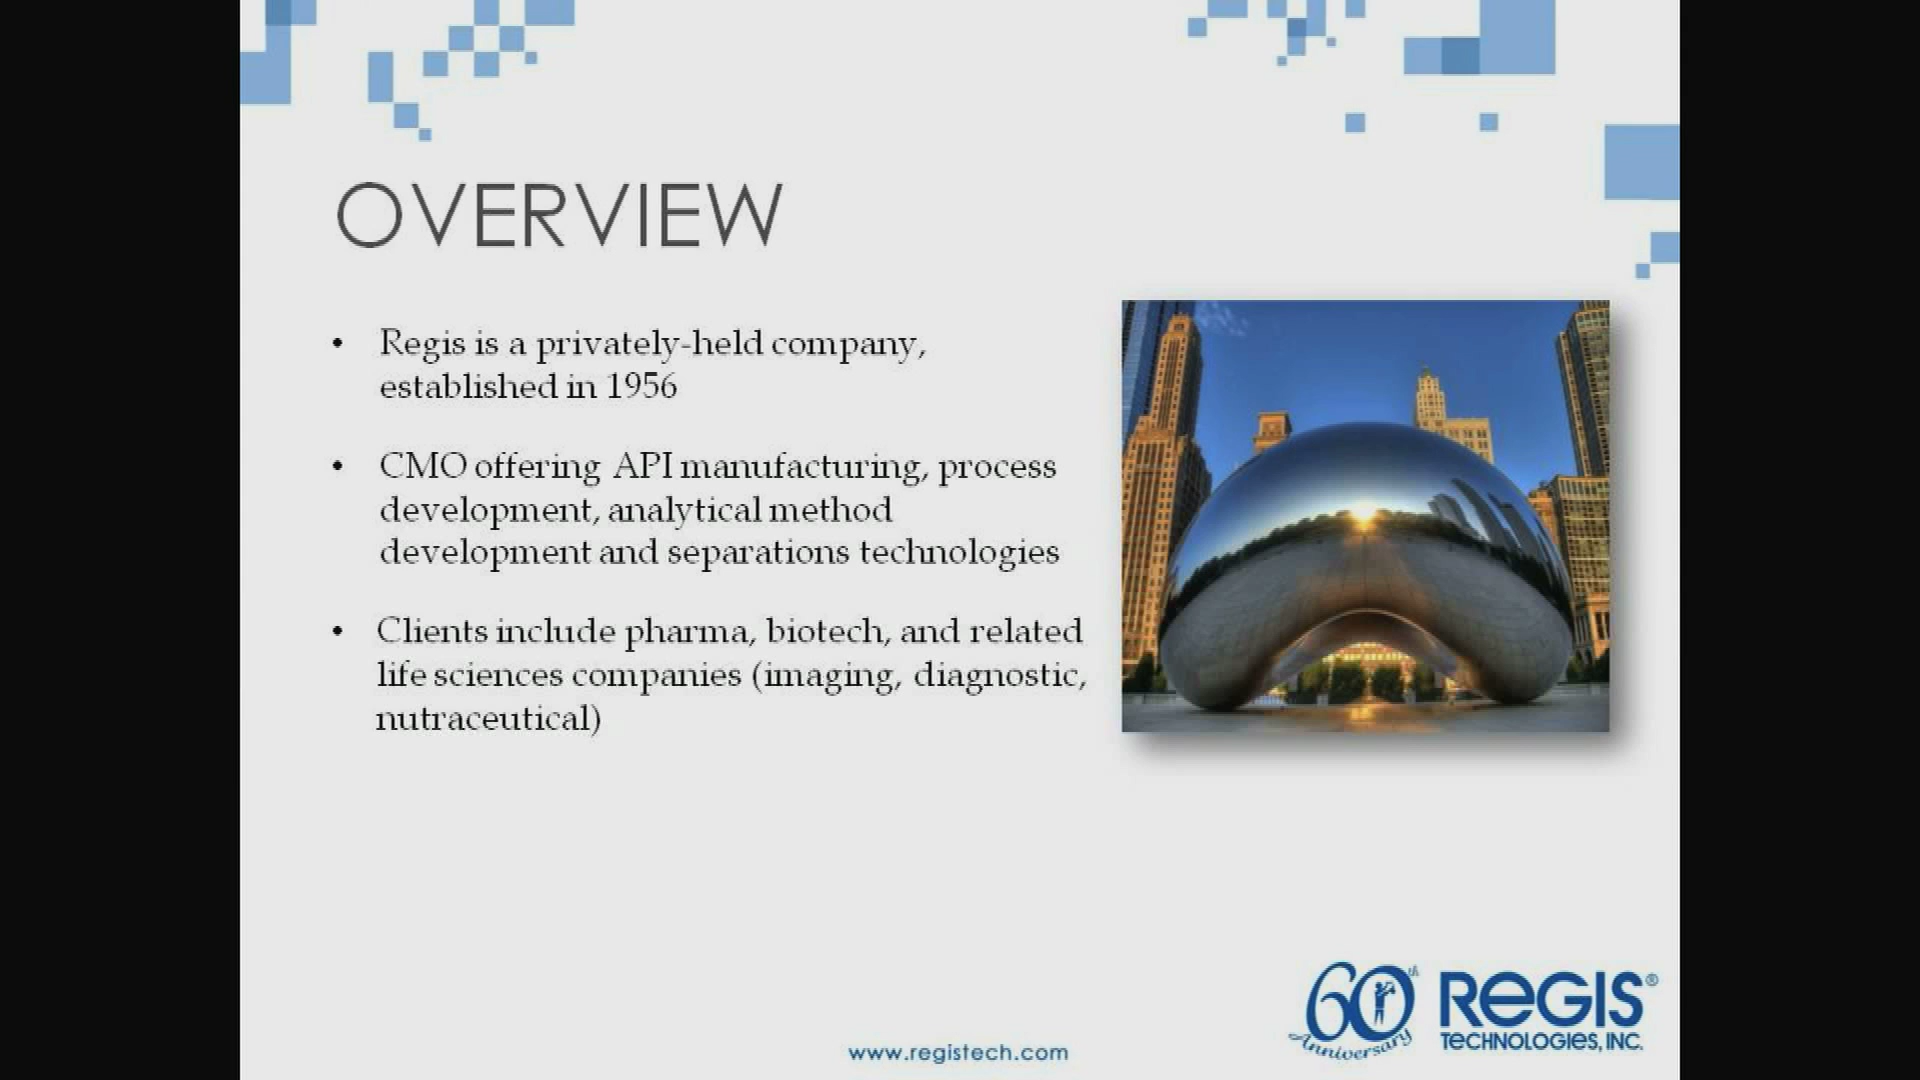 OVERVIEW
• Regis is a privately-held company,
established in 1956
• CMO offering API manufacturing, process
development, analytical method
development and separations technologies
• Clients include pharma, biotech, and related
life sciences companies (imaging, diagnostic,
nutraceutical)
60th
Anniversary
REGIS®
TECHNOLOGIES, INC.
www.registech.com